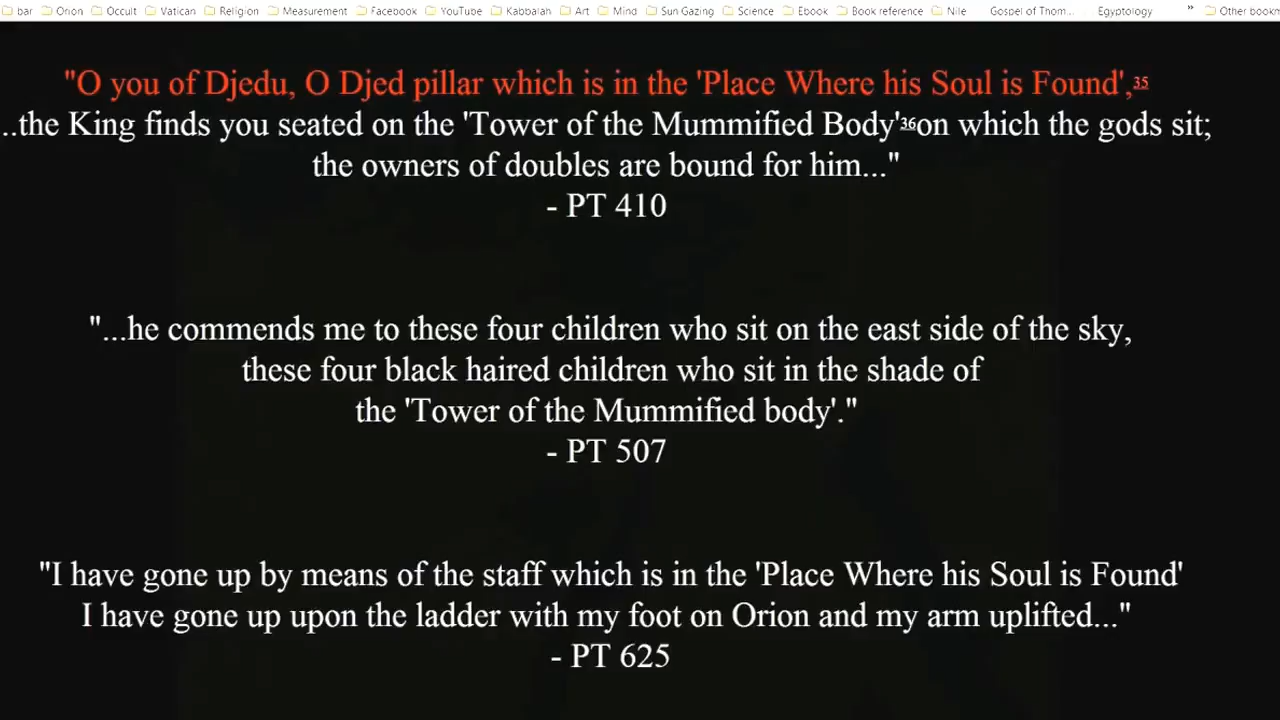 bar Orion Occult Vatican Religion Measurement Facebook YouTube Kabbalah Art Mind Sun Gazing Science Ebook Book reference Nile Gospel of Thom... Egyptology » Other bookm
"O you of Djedu, O Djed pillar which is in the 'Place Where his Soul is Found',35
..the King finds you seated on the 'Tower of the Mummified Body'36on which the gods sit;
the owners of doubles are bound for him..."
- PT 410
"...he commends me to these four children who sit on the east side of the sky,
these four black haired children who sit in the shade of
the 'Tower of the Mummified body'."
- PT 507
"I have gone up by means of the staff which is in the 'Place Where his Soul is Found'
I have gone up upon the ladder with my foot on Orion and my arm uplifted..."
- PT 625